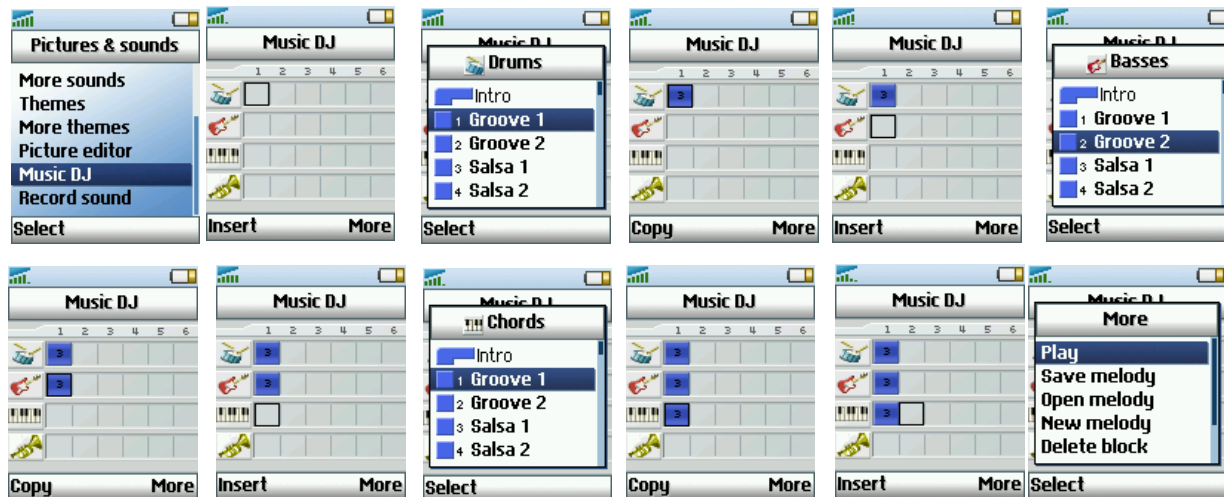 Pictures & sounds
More sounds
Themes
More themes
Picture editor
Music DJ
Record sound
Select
Music DJ
1 2 3 4 5 6
Insert More
Music DJ
Drums
Intro
1 Groove 1
2 Groove 2
3 Salsa 1
4 Salsa 2
Select
Music DJ
1 2 3 4 5 6
3
Copy More
Music DJ
1 2 3 4 5 6
3
Insert More
Music DJ
Basses
Intro
1 Groove 1
2 Groove 2
3 Salsa 1
4 Salsa 2
Select
Music DJ
1 2 3 4 5 6
3
3
Copy More
Music DJ
1 2 3 4 5 6
3
3
Insert More
Music DJ
Chords
Intro
1 Groove 1
2 Groove 2
3 Salsa 1
4 Salsa 2
Select
Music DJ
1 2 3 4 5 6
3
3
3
Copy More
Music DJ
1 2 3 4 5 6
3
3
3
Insert More
Music DJ
More
Play
Save melody
Open melody
New melody
Delete block
Select